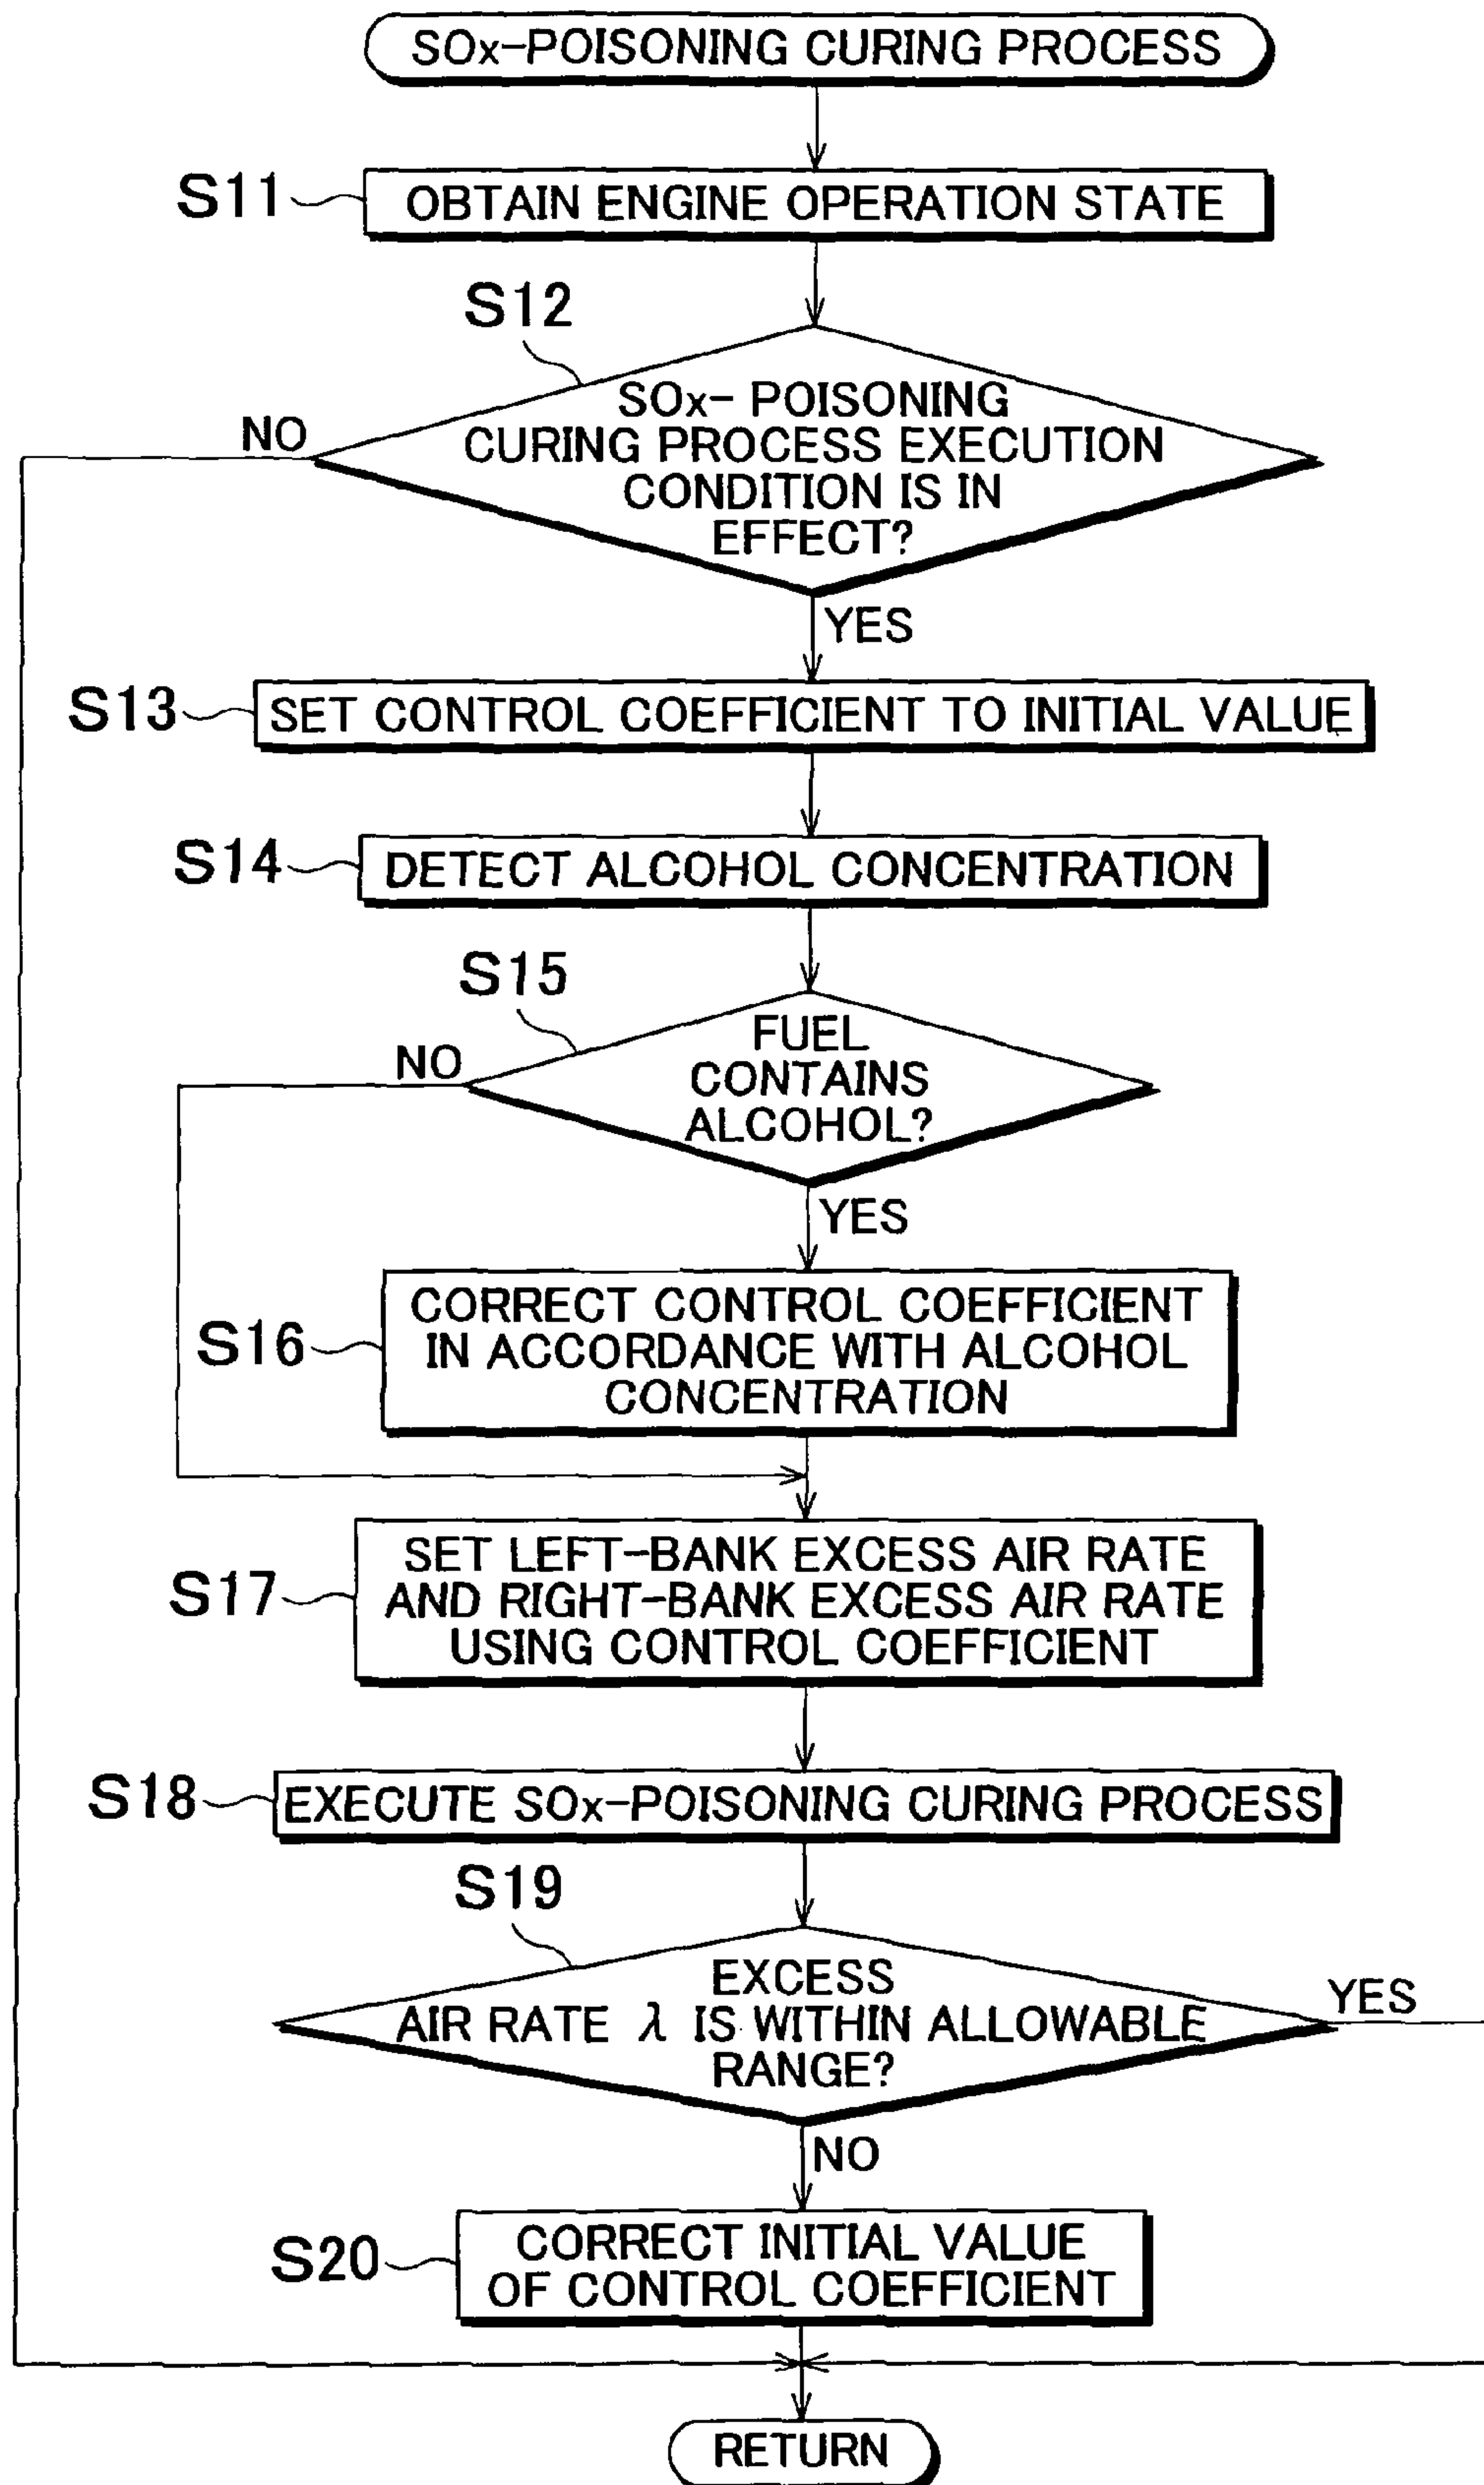 SOx-POISONING CURING PROCESS
S11
OBTAIN ENGINE OPERATION STATE
S12
SOx- POISONING
CURING PROCESS EXECUTION
CONDITION IS IN
EFFECT?
NO
YES
S13
SET CONTROL COEFFICIENT TO INITIAL VALUE
S14
DETECT ALCOHOL CONCENTRATION
S15
FUEL
CONTAINS
ALCOHOL?
NO
YES
S16
CORRECT CONTROL COEFFICIENT
IN ACCORDANCE WITH ALCOHOL
CONCENTRATION
S17
SET LEFT-BANK EXCESS AIR RATE
AND RIGHT-BANK EXCESS AIR RATE
USING CONTROL COEFFICIENT
S18
EXECUTE SOx-POISONING CURING PROCESS
S19
EXCESS
AIR RATE λ IS WITHIN ALLOWABLE
RANGE?
YES
NO
S20
CORRECT INITIAL VALUE
OF CONTROL COEFFICIENT
RETURN